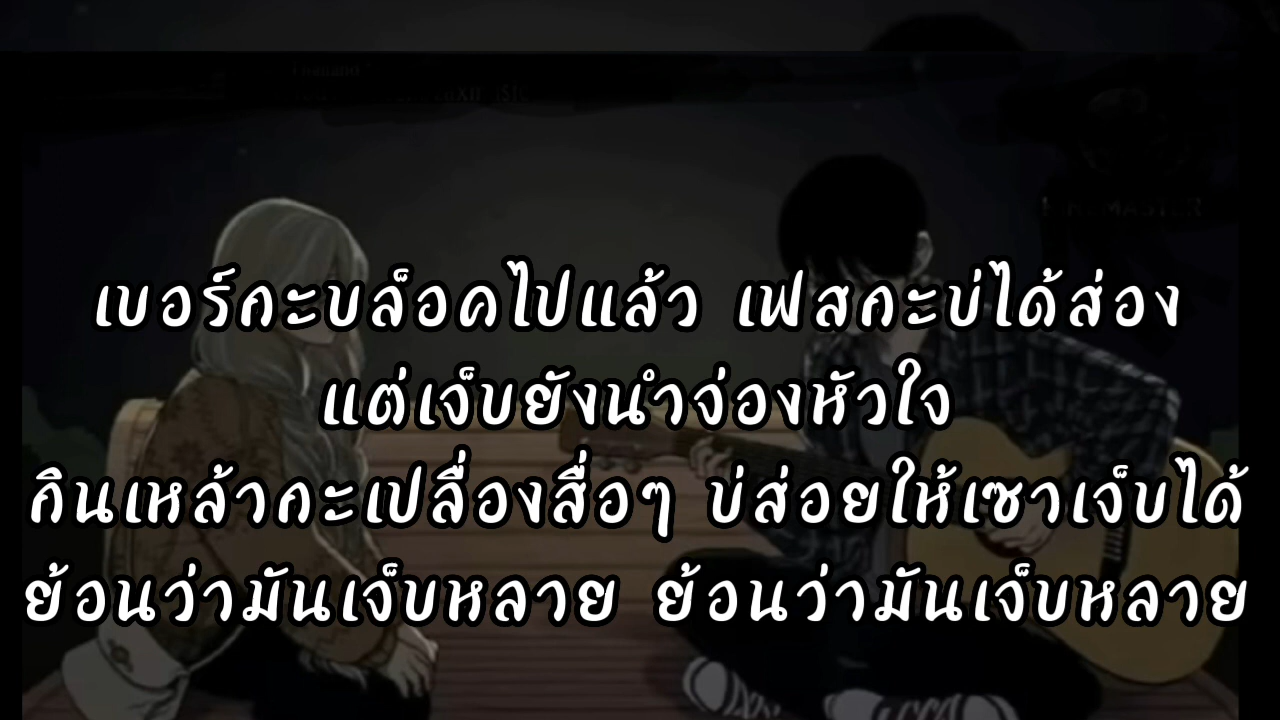 เบอร์กะบล็อคไปแล้ว เฟสกะบ่ได้ส่อง
แต่เจ็บยังนำจ่องหัวใจ
กินเหล้ากะเปลื่องสื่อๆ บ่ส่อยให้เซาเจ็บได้
ย้อนว่ามันเจ็บหลาย ย้อนว่ามันเจ็บหลาย